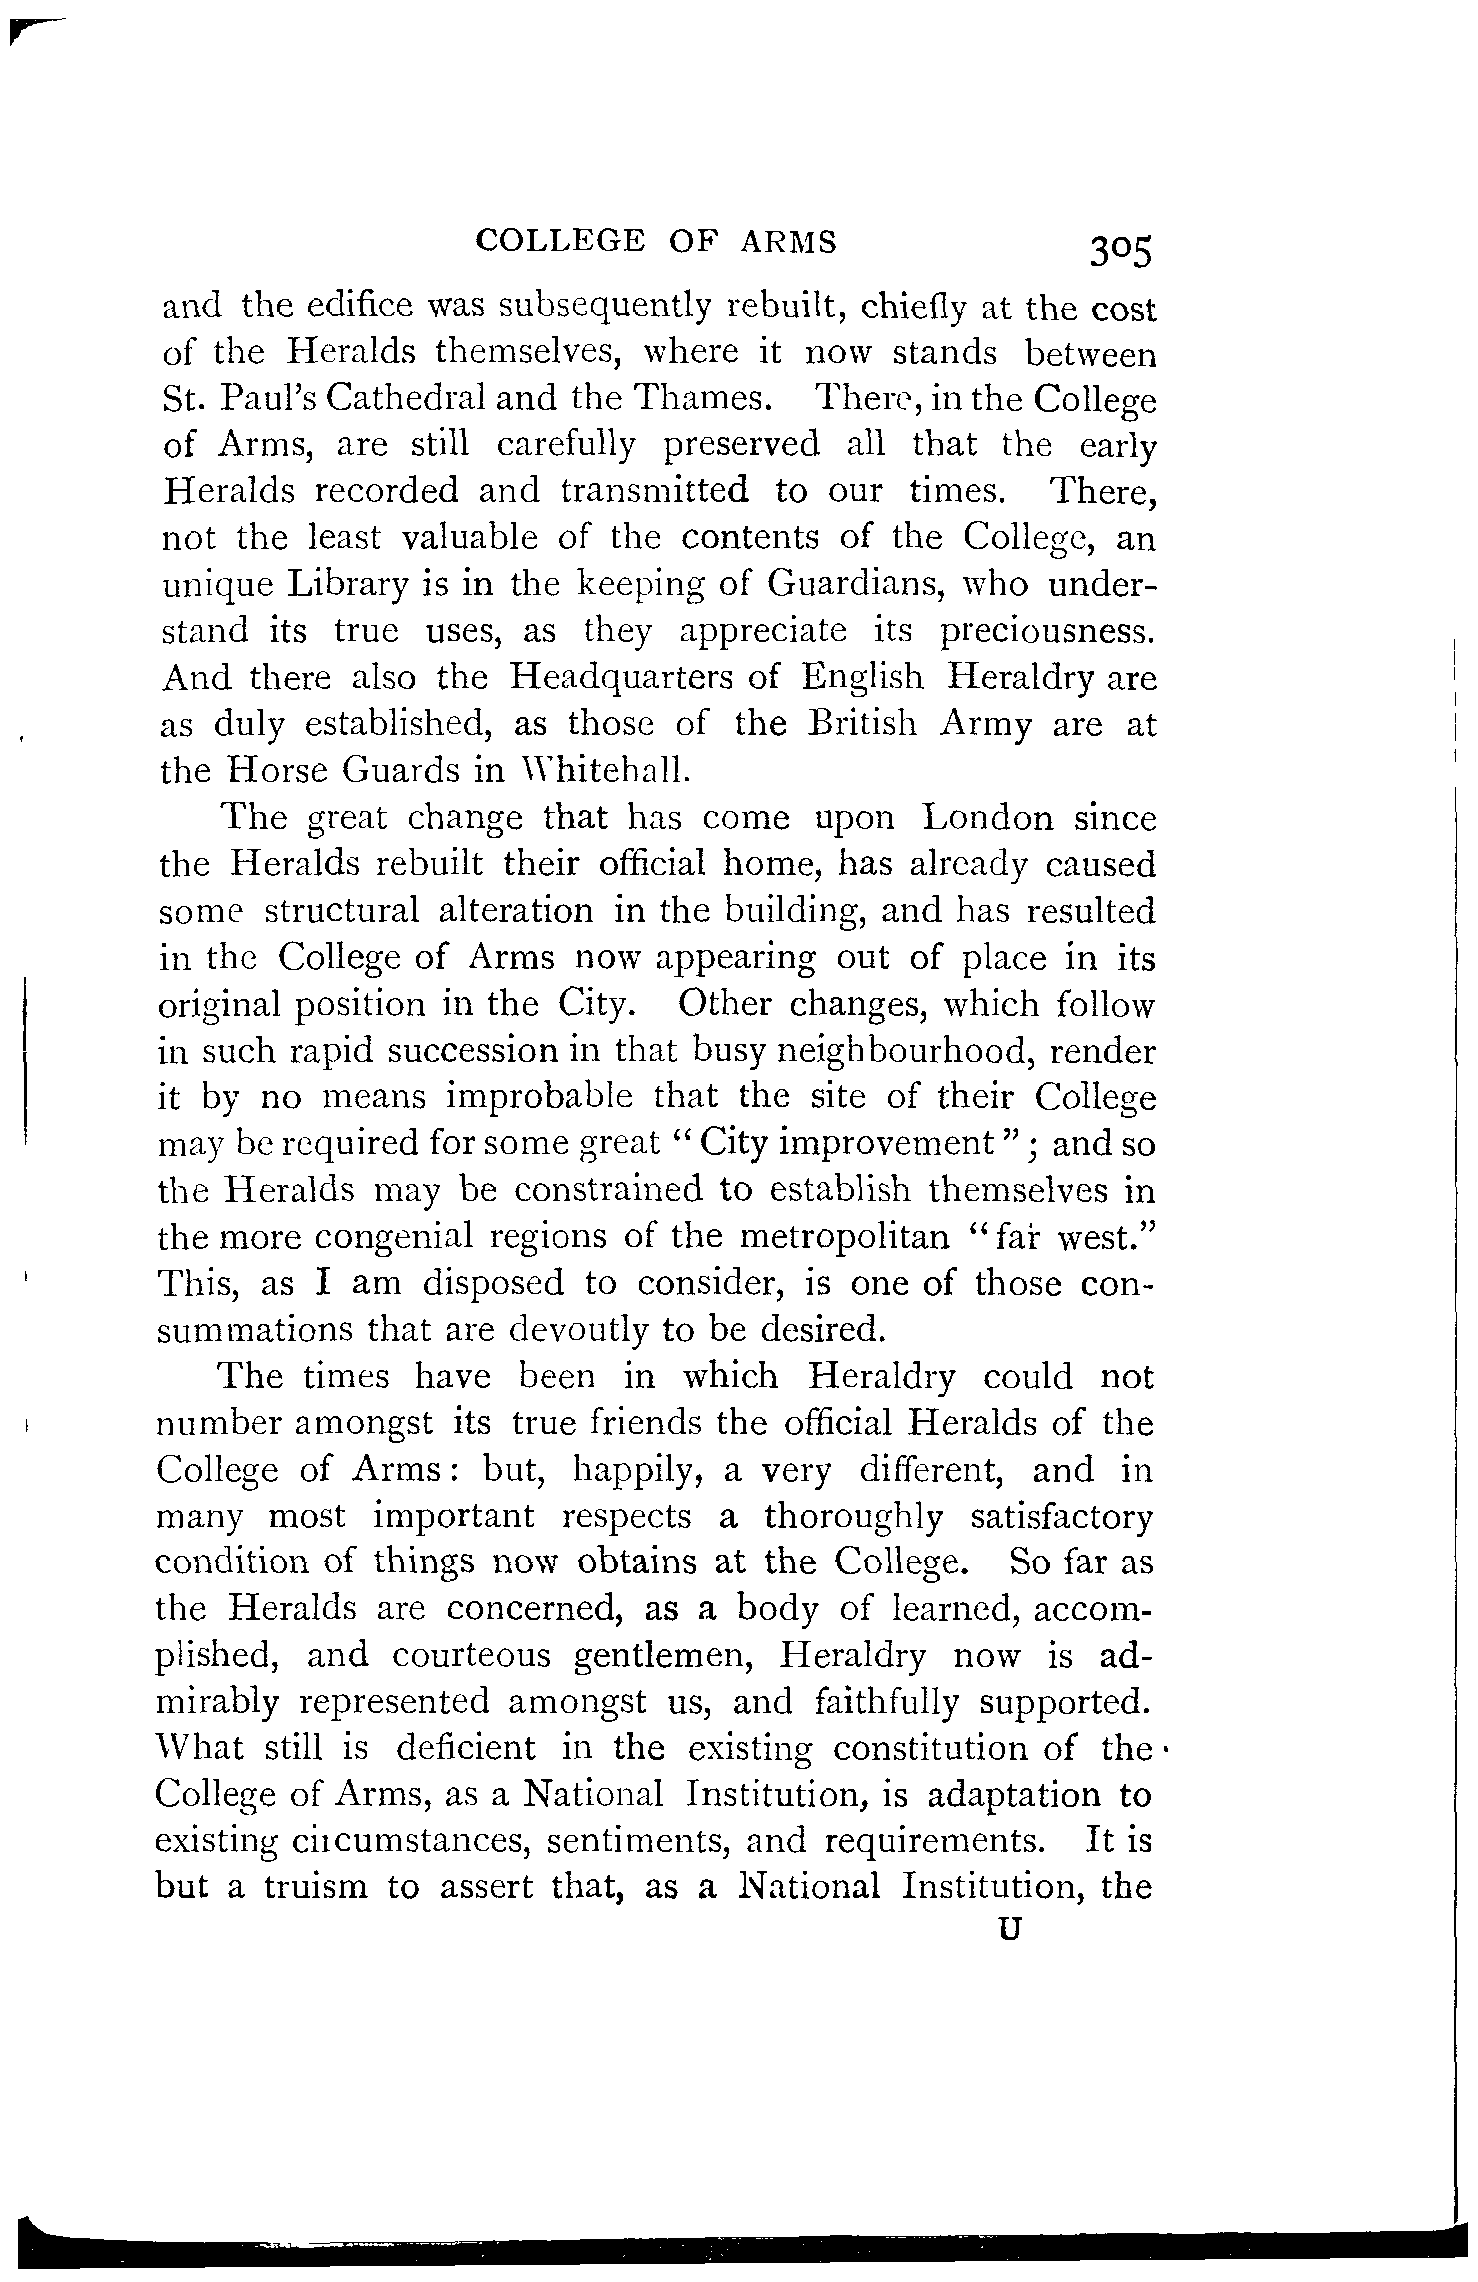 COLLEGE OF ARMS 305
and the edifice was subsequently rebuilt, chiefly at the cost
of the Heralds themselves, where it now stands between
St. Paul's Cathedral and the Thames. There, in the College
of Arms, are still carefully preserved all that the early
Heralds recorded and transmitted to our times. There,
not the least valuable of the contents of the College, an
unique Library is in the keeping of Guardians, who under-
stand its true uses, as they appreciate its preciousness.
And there also the Headquarters of English Heraldry are
as duly established, as those of the British Army are at
the Horse Guards in Whitehall.
The great change that has come upon London since
the Heralds rebuilt their official home, has already caused
some structural alteration in the building, and has resulted
in the College of Arms now appearing out of place in its
original position in the City. Other changes, which follow
in such rapid succession in that busy neighbourhood, render
it by no means improbable that the site of their College
may be required for some great "City improvement"; and so
the Heralds may be constrained to establish themselves in
the more congenial regions of the metropolitan "far west."
This, as I am disposed to consider, is one of those con-
summations that are devoutly to be desired.
The times have been in which Heraldry could not
number amongst its true friends the official Heralds of the
College of Arms: but, happily, a very different, and in
many most important respects a thoroughly satisfactory
condition of things now obtains at the College. So far as
the Heralds are concerned, as a body of learned, accom-
plished, and courteous gentlemen, Heraldry now is ad-
mirably represented amongst us, and faithfully supported.
What still is deficient in the existing constitution of the
College of Arms, as a National Institution, is adaptation to
existing circumstances, sentiments, and requirements. It is
but a truism to assert that, as a National Institution, the
U